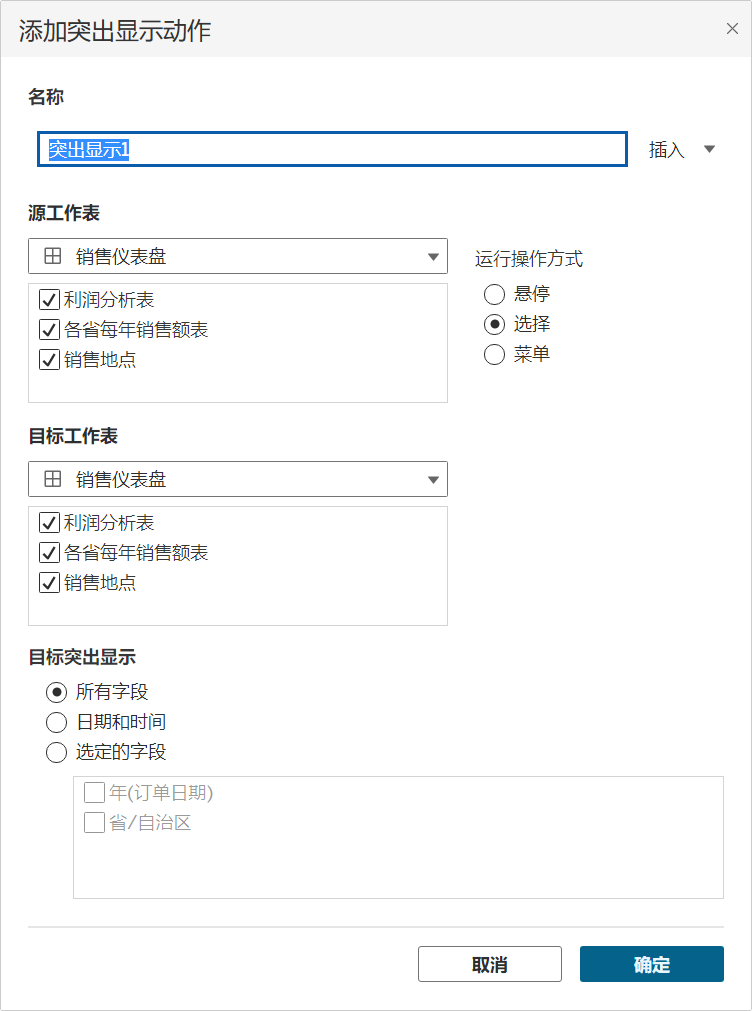 添加突出显示动作
名称
突出显示1
插入
源工作表
销售仪表盘
利润分析表
各省每年销售额表
销售地点
运行操作方式
悬停
选择
菜单
目标工作表
销售仪表盘
利润分析表
各省每年销售额表
销售地点
目标突出显示
所有字段
日期和时间
选定的字段
年(订单日期)
省/自治区
取消
确定